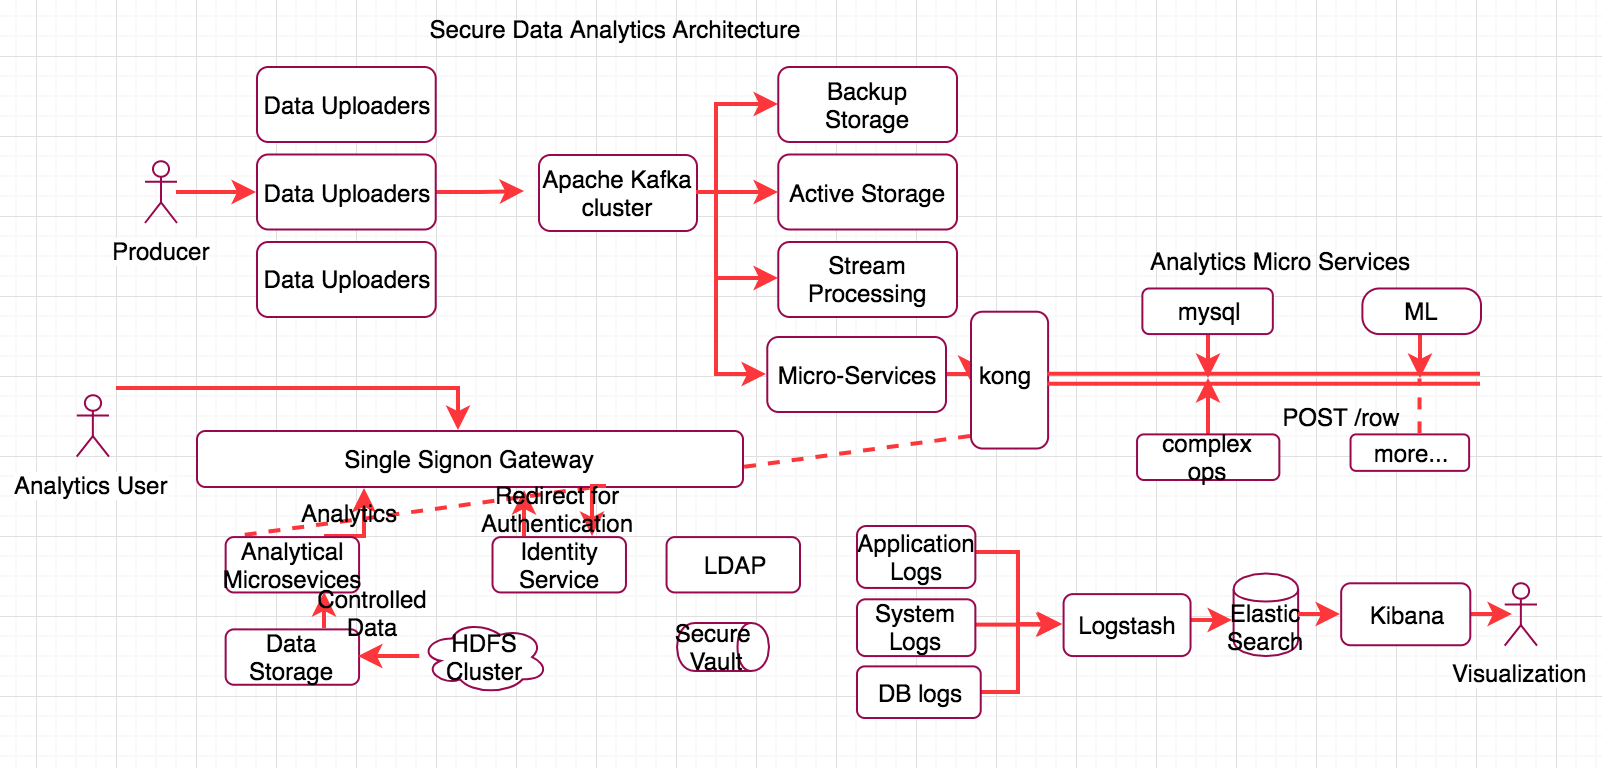 Secure Data Analytics Architecture
Data Uploaders
Data Uploaders
Data Uploaders
Producer
Apache Kafka
cluster
Backup
Storage
Active Storage
Stream
Processing
Micro-Services
kong
Analytics Micro Services
mysql
ML
POST /row
complex
ops
more...
Analytics User
Single Signon Gateway
Analytics
Redirect for
Authentication
Analytical
Microsevices
Identity
Service
LDAP
Controlled
Data
Data
Storage
HDFS
Cluster
Secure
Vault
Application
Logs
System
Logs
DB logs
Logstash
Elastic
Search
Kibana
Visualization